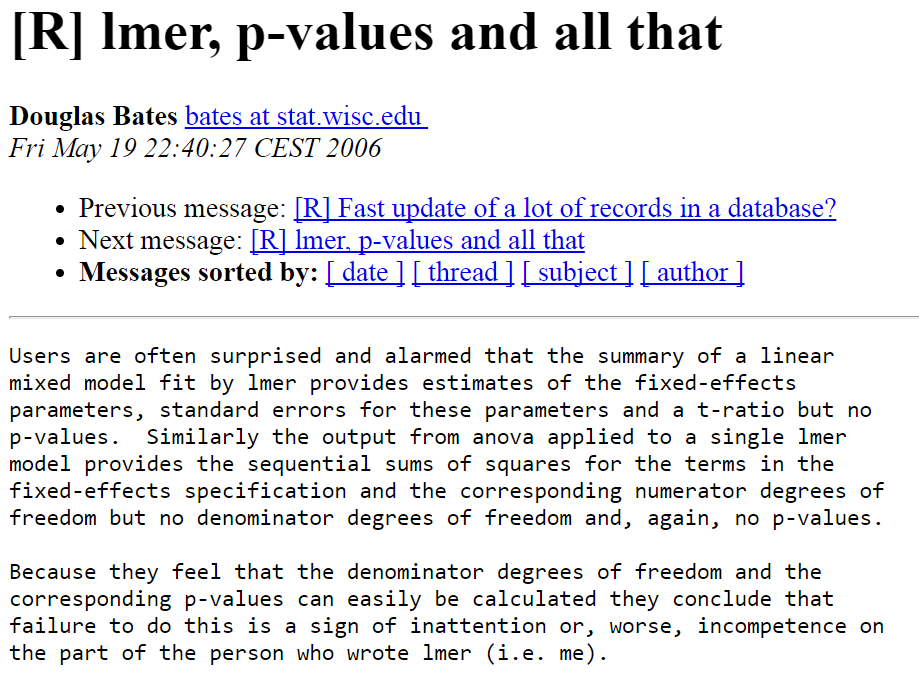 [R] lmer, p-values and all that
Douglas Bates bates at stat.wisc.edu
Fri May 19 22:40:27 CEST 2006
• Previous message: [R] Fast update of a lot of records in a database?
• Next message: [R] lmer, p-values and all that
• Messages sorted by: [ date ] [ thread ] [ subject ] [ author ]
Users are often surprised and alarmed that the summary of a linear
mixed model fit by lmer provides estimates of the fixed-effects
parameters, standard errors for these parameters and a t-ratio but no
p-values.  Similarly the output from anova applied to a single lmer
model provides the sequential sums of squares for the terms in the
fixed-effects specification and the corresponding numerator degrees of
freedom but no denominator degrees of freedom and, again, no p-values.
Because they feel that the denominator degrees of freedom and the
corresponding p-values can easily be calculated they conclude that
failure to do this is a sign of inattention or, worse, incompetence on
the part of the person who wrote lmer (i.e. me).